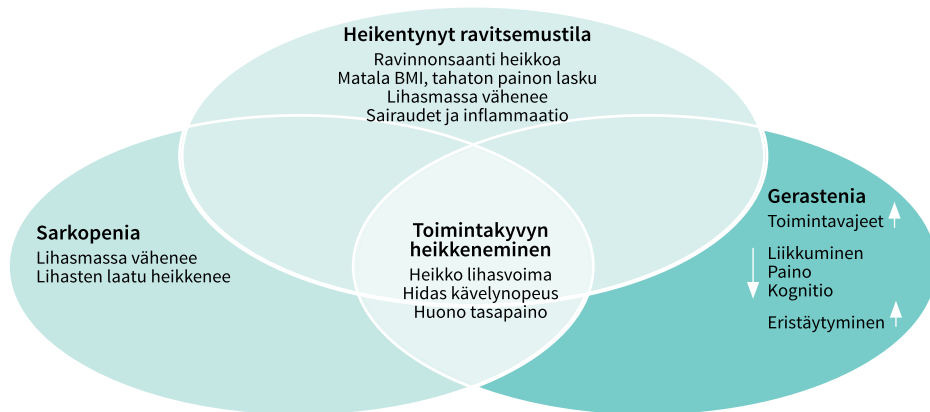 Heikentynyt ravitsemustila
Ravinnonsaanti heikkoa
Matala BMI, tahaton painon lasku
Lihasmassa vähenee
Sairaudet ja inflammaatio
Sarkopenia
Lihasmassa vähenee
Lihasten laatu heikkenee
Toimintakyvyn
heikkeneminen
Heikko lihasvoima
Hidas kävelynopeus
Huono tasapaino
Gerastenia
Toimintavajeet
Liikkuminen
Paino
Kognitio
Eristäytyminen